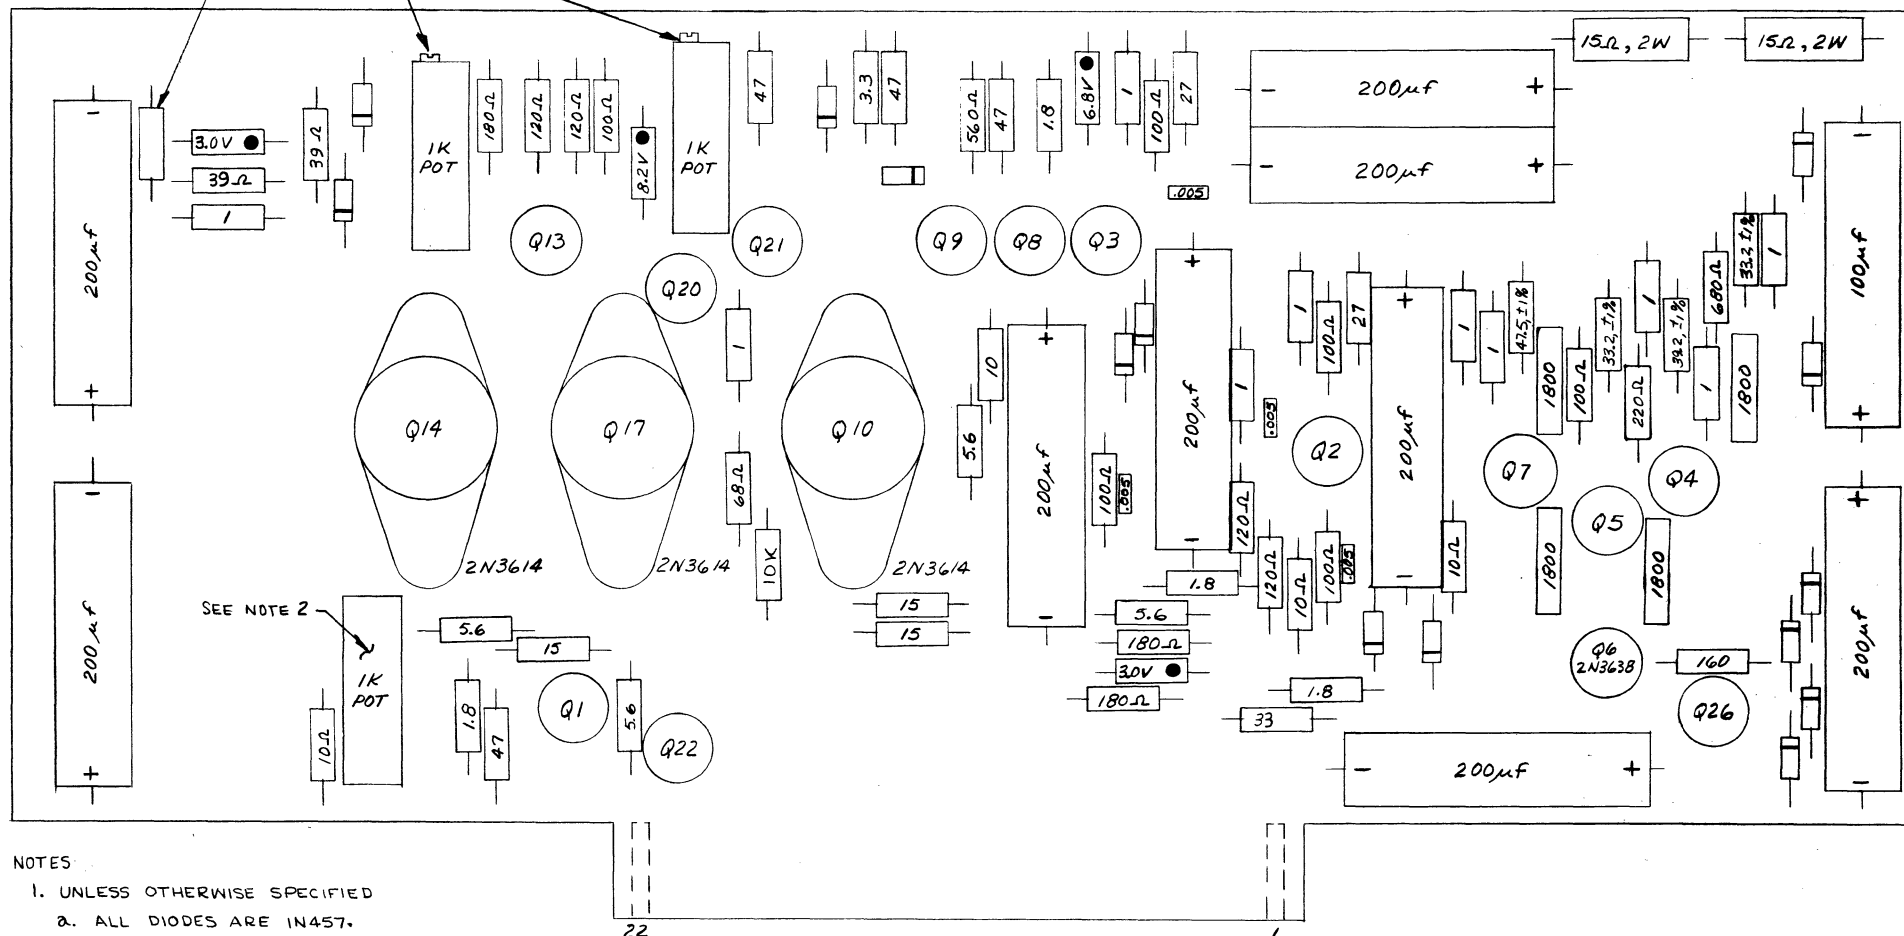 15Ω, 2W
15Ω, 2W
200µf
3.0V
39Ω
1
39Ω
1K
POT
180Ω
120Ω
120Ω
100Ω
8.2V
1K
POT
47
3.3
47
560Ω
47
1.8
6.8V
1
100Ω
27
.005
200µf
200µf
33.2, ±1%
1
680Ω
100µf
Q13
Q20
Q21
Q9
Q8
Q3
Q14
2N3614
Q17
2N3614
Q10
2N3614
1
68Ω
10K
10
5.6
200µf
100Ω
.005
200µf
1
.005
120Ω
1
100Ω
27
Q2
200µf
1
1
47.5, ±1%
1800
100Ω
33.2, ±1%
1
220Ω
1
1800
Q7
Q5
Q4
120Ω
10Ω
100Ω
.005
10Ω
1800
1800
200µf
SEE NOTE 2
1K
POT
10Ω
5.6
15
1.8
47
Q1
5.6
Q22
15
15
1.8
5.6
180Ω
3.0V
180Ω
1.8
33
Q6
2N3638
160
Q26
200µf
200µf
NOTES
1. UNLESS OTHERWISE SPECIFIED
a. ALL DIODES ARE IN457.
22
1